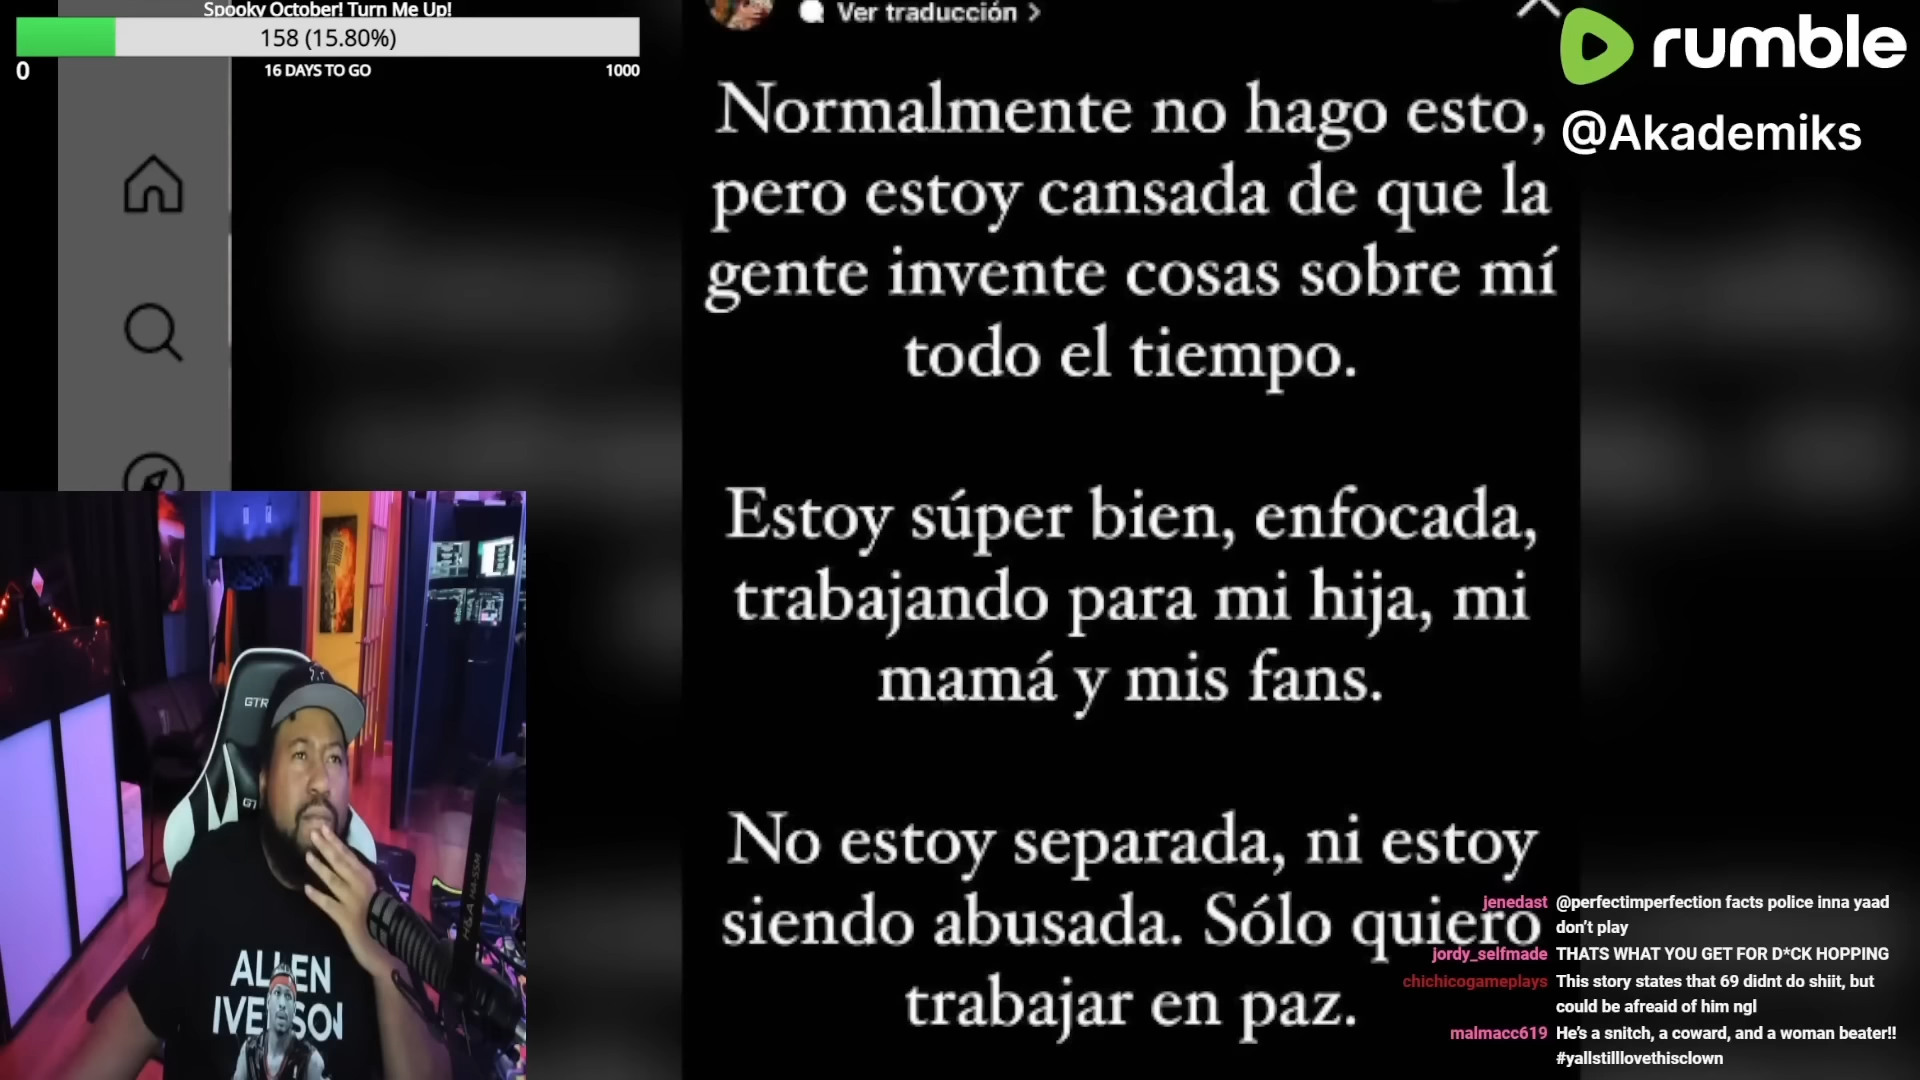 Spooky October! Turn Me Up!
158 (15.80%)
0
16 DAYS TO GO
1000
Ver traducción >
rumble
@Akademiks
Normalmente no hago esto,
pero estoy cansada de que la
gente invente cosas sobre mí
todo el tiempo.
Estoy súper bien, enfocada,
trabajando para mi hija, mi
mamá y mis fans.
No estoy separada, ni estoy
siendo abusada. Sólo quiero
trabajar en paz.
GTR
ALLEN
IVERSON
jenedast @perfectimperfection facts police inna yaad
don't play
jordy_selfmade THATS WHAT YOU GET FOR D*CK HOPPING
chichicogameplays This story states that 69 didnt do shiit, but
could be afreaid of him ngl
malmacc619 He's a snitch, a coward, and a woman beater!!
#yallstilllovethisclown